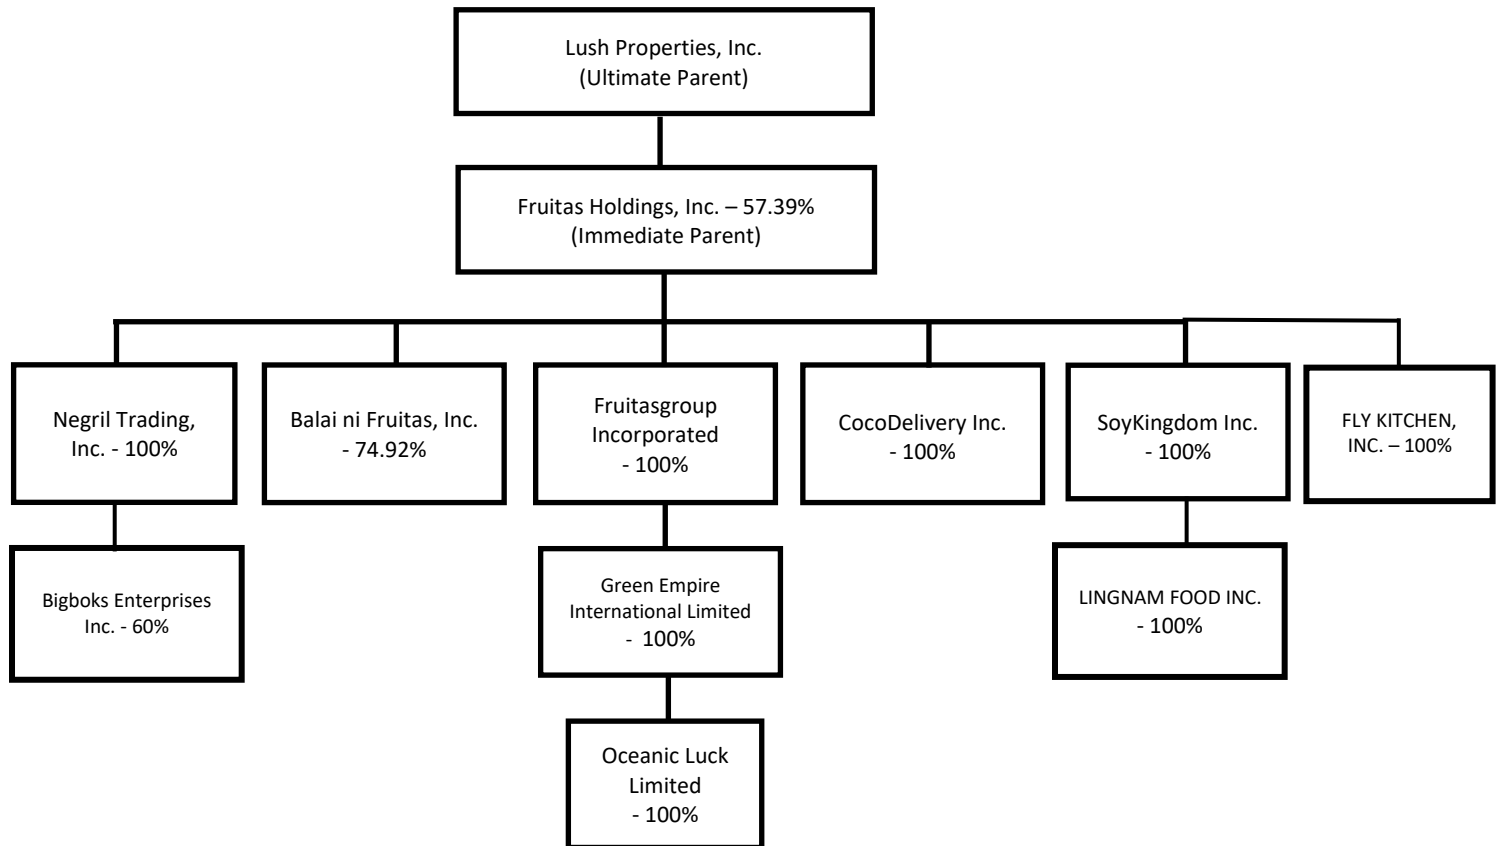 Lush Properties, Inc.
(Ultimate Parent)
Fruitas Holdings, Inc. – 57.39%
(Immediate Parent)
Negril Trading,
Inc. - 100%
Balai ni Fruitas, Inc.
- 74.92%
Fruitasgroup
Incorporated
- 100%
CocoDelivery Inc.
- 100%
SoyKingdom Inc.
- 100%
FLY KITCHEN,
INC. – 100%
Bigboks Enterprises
Inc. - 60%
Green Empire
International Limited
- 100%
LINGNAM FOOD INC.
- 100%
Oceanic Luck
Limited
- 100%